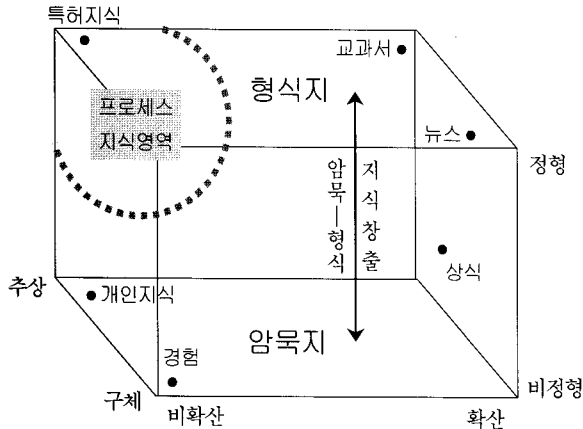 특허지식
교과서
프로세스
지식영역
형식지
뉴스
정형
암묵―형식
지식창출
상식
추상
개인지식
경험
암묵지
구체
비확산
확산
비정형